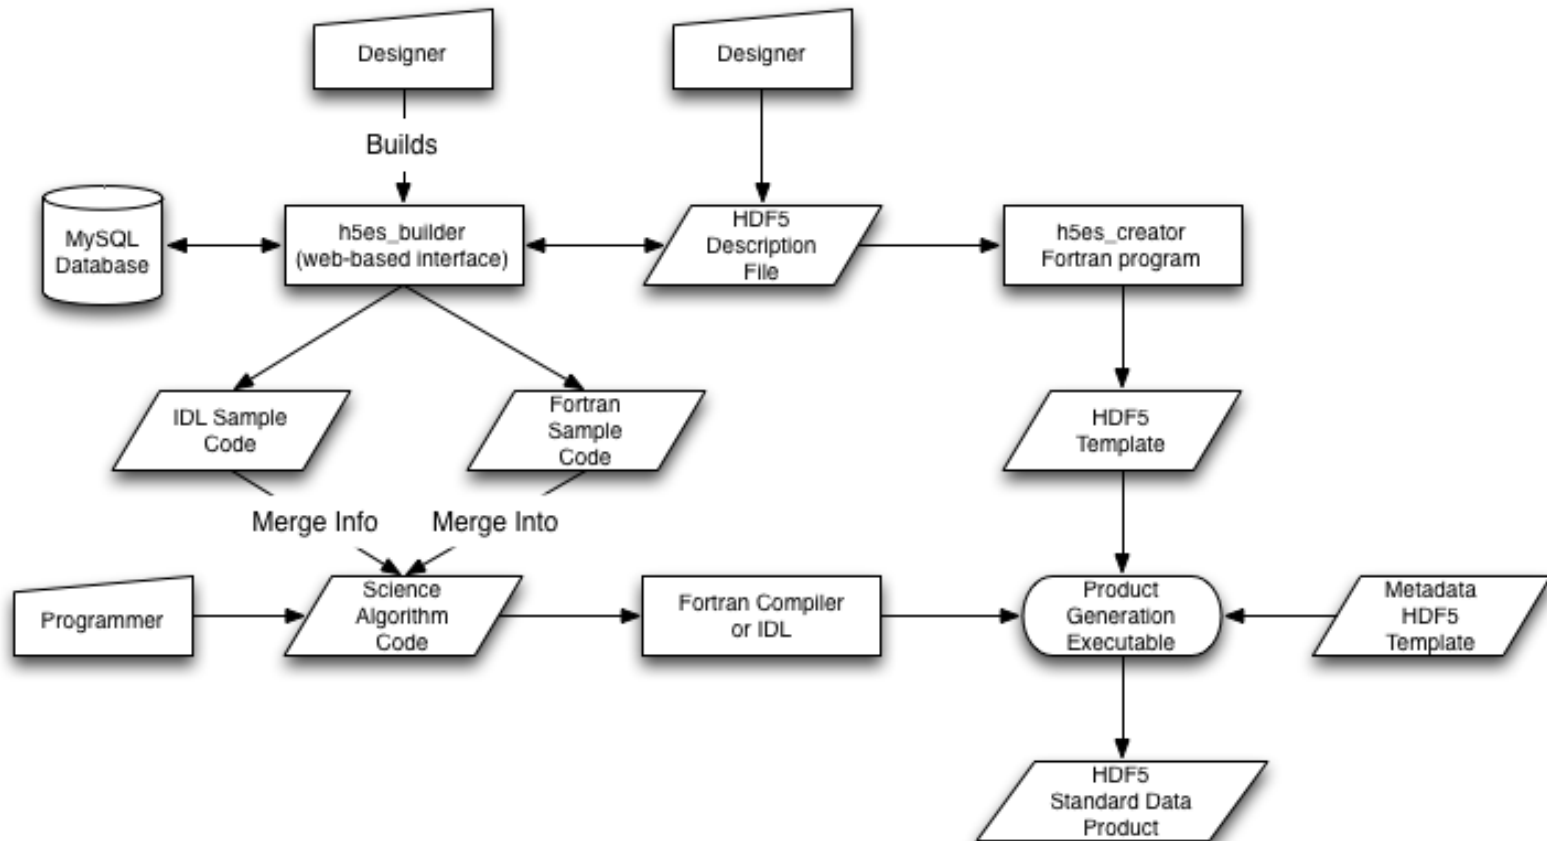 Designer
Designer
Builds
MySQL
Database
h5es_builder
(web-based interface)
HDF5
Description
File
h5es_creator
Fortran program
IDL Sample
Code
Fortran
Sample
Code
HDF5
Template
Merge Info
Merge Into
Programmer
Science
Algorithm
Code
Fortran Compiler
or IDL
Product
Generation
Executable
Metadata
HDF5
Template
HDF5
Standard Data
Product